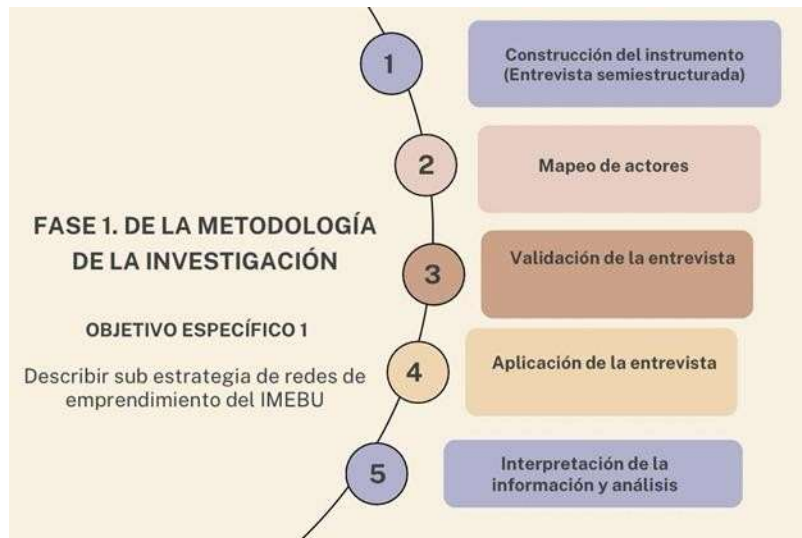 FASE 1. DE LA METODOLOGÍA
DE LA INVESTIGACIÓN
OBJETIVO ESPECÍFICO 1
Describir sub estrategia de redes de
emprendimiento del IMEBU
1
Construcción del instrumento
(Entrevista semiestructurada)
2
Mapeo de actores
3
Validación de la entrevista
4
Aplicación de la entrevista
5
Interpretación de la
información y análisis